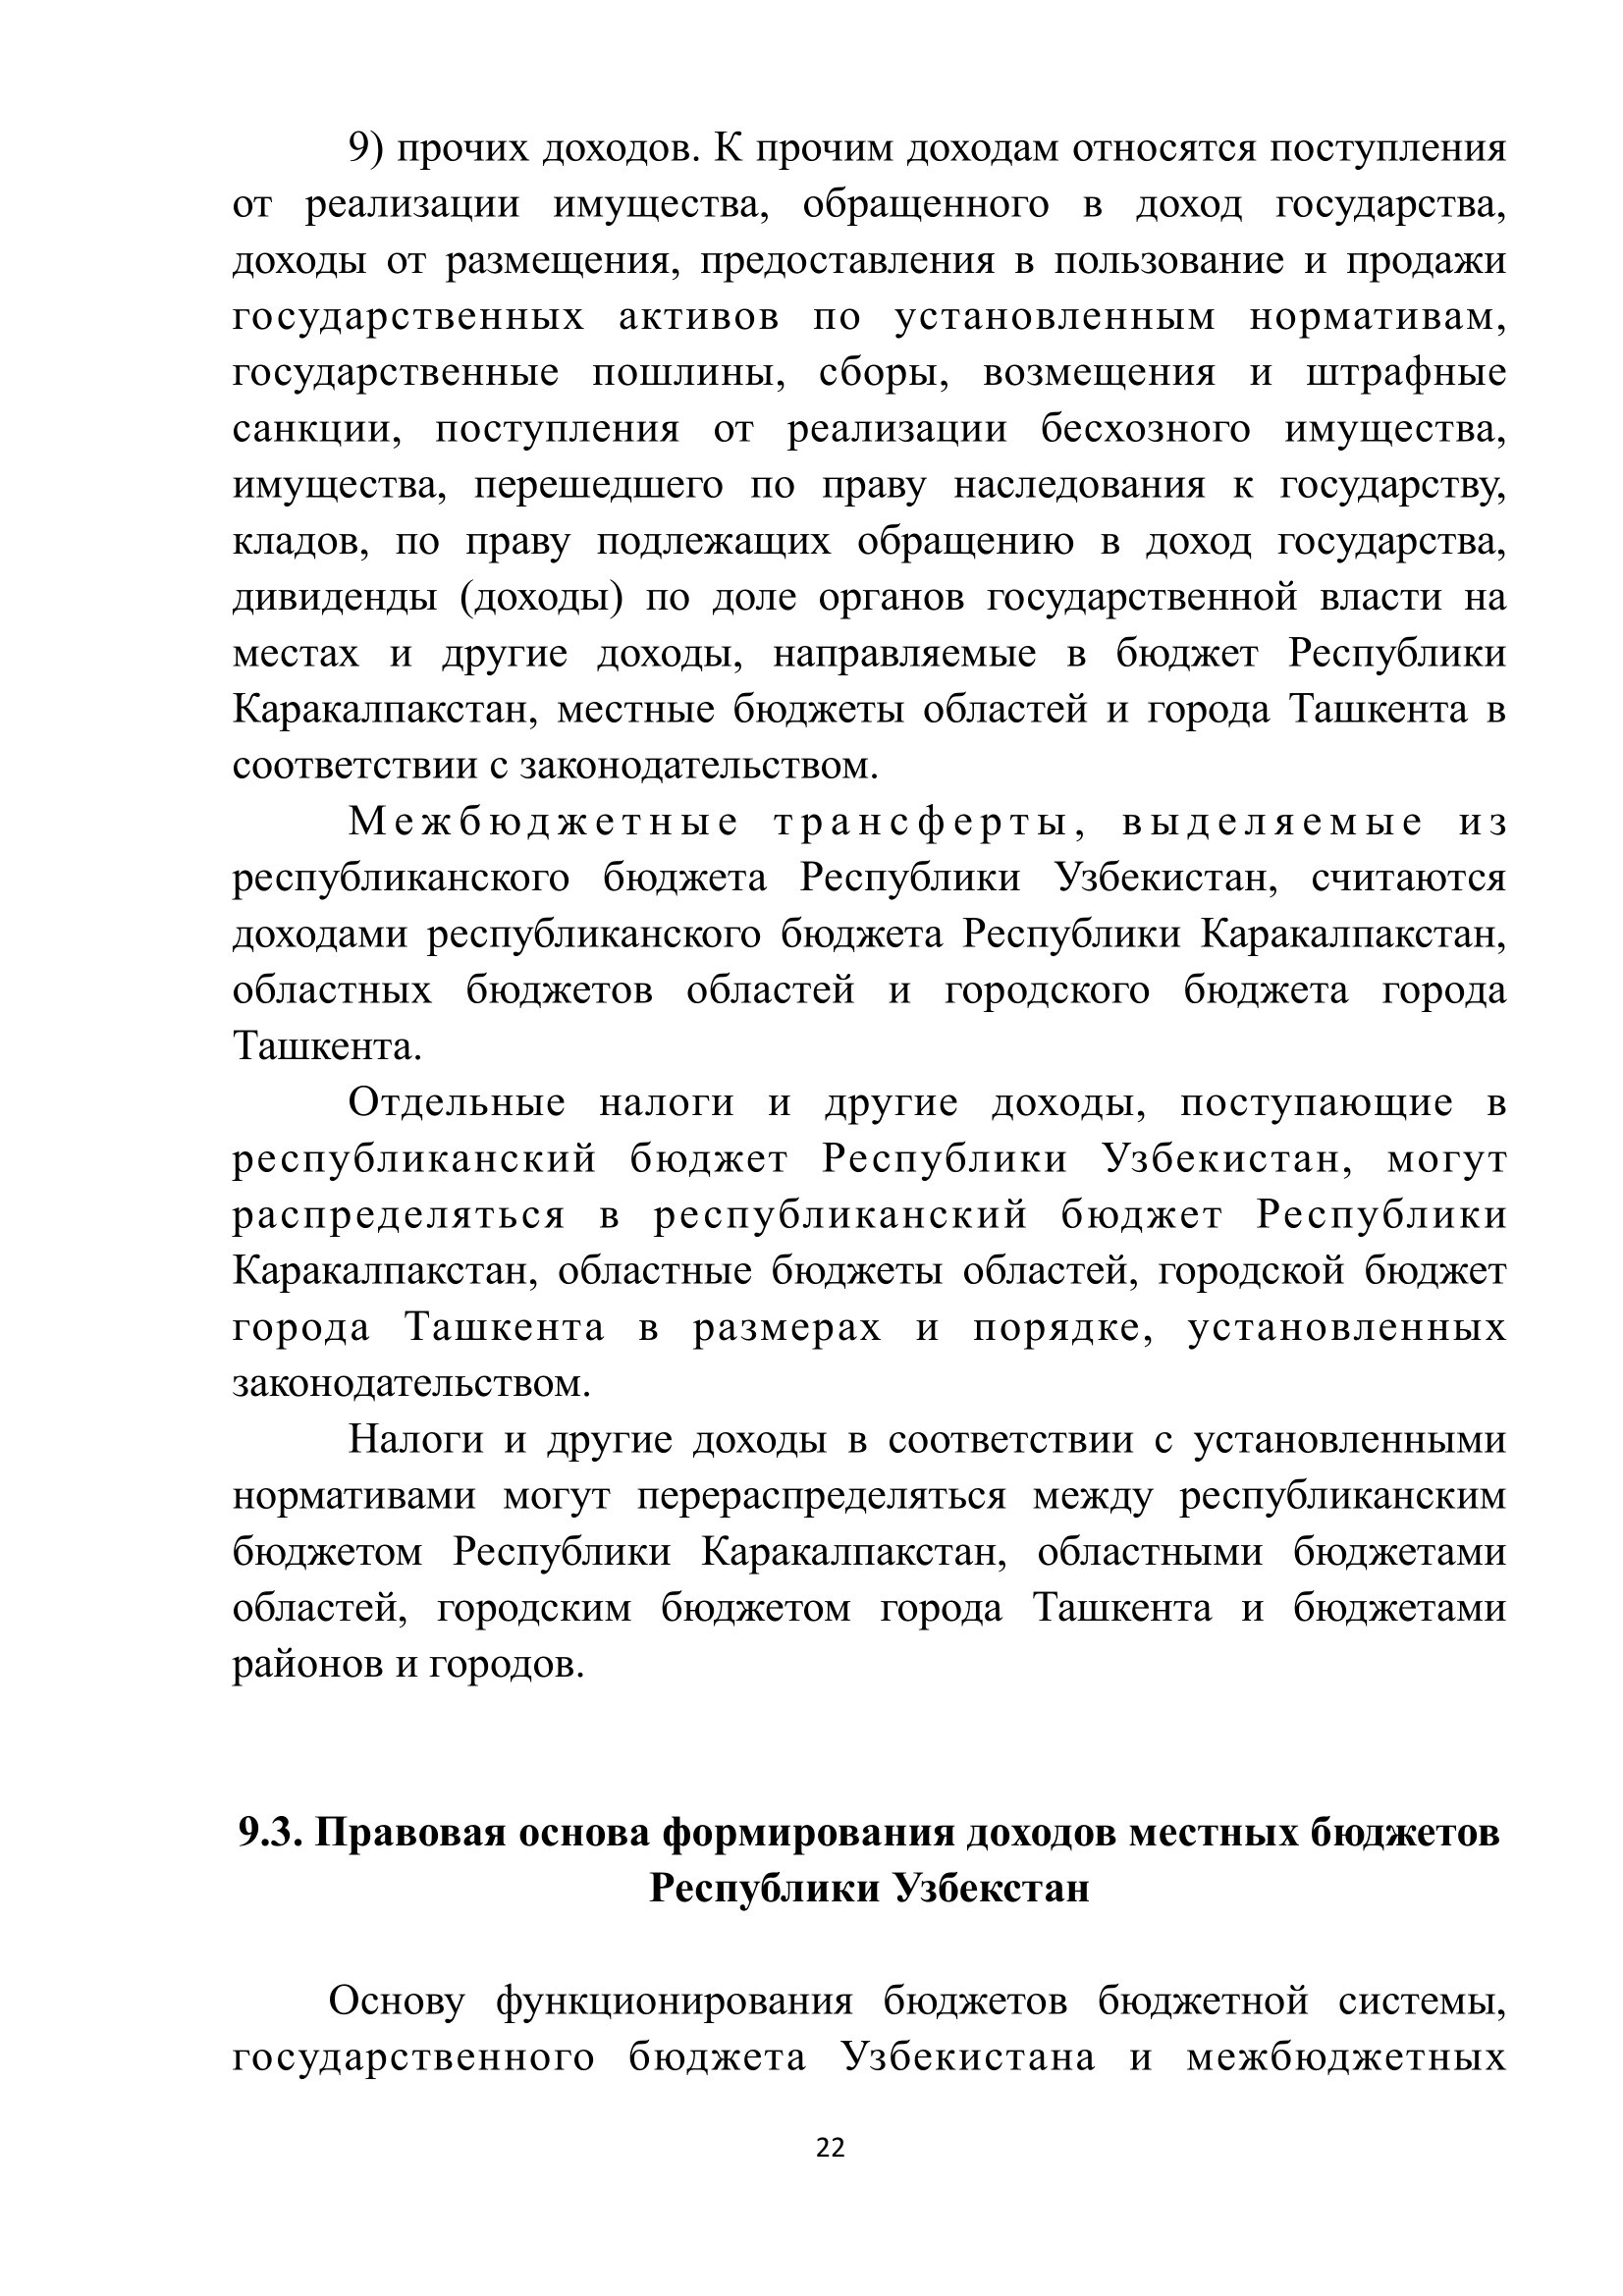 9) прочих доходов. К прочим доходам относятся поступления
от реализации имущества, обращенного в доход государства,
доходы от размещения, предоставления в пользование и продажи
государственных активов по установленным нормативам,
государственные пошлины, сборы, возмещения и штрафные
санкции, поступления от реализации бесхозного имущества,
имущества, перешедшего по праву наследования к государству,
кладов, по праву подлежащих обращению в доход государства,
дивиденды (доходы) по доле органов государственной власти на
местах и другие доходы, направляемые в бюджет Республики
Каракалпакстан, местные бюджеты областей и города Ташкента в
соответствии с законодательством.
Межбюджетные трансферты, выделяемые из
республиканского бюджета Республики Узбекистан, считаются
доходами республиканского бюджета Республики Каракалпакстан,
областных бюджетов областей и городского бюджета города
Ташкента.
Отдельные налоги и другие доходы, поступающие в
республиканский бюджет Республики Узбекистан, могут
распределяться в республиканский бюджет Республики
Каракалпакстан, областные бюджеты областей, городской бюджет
города Ташкента в размерах и порядке, установленных
законодательством.
Налоги и другие доходы в соответствии с установленными
нормативами могут перераспределяться между республиканским
бюджетом Республики Каракалпакстан, областными бюджетами
областей, городским бюджетом города Ташкента и бюджетами
районов и городов.
9.3. Правовая основа формирования доходов местных бюджетов
Республики Узбекстан
Основу функционирования бюджетов бюджетной системы,
государственного бюджета Узбекистана и межбюджетных
22